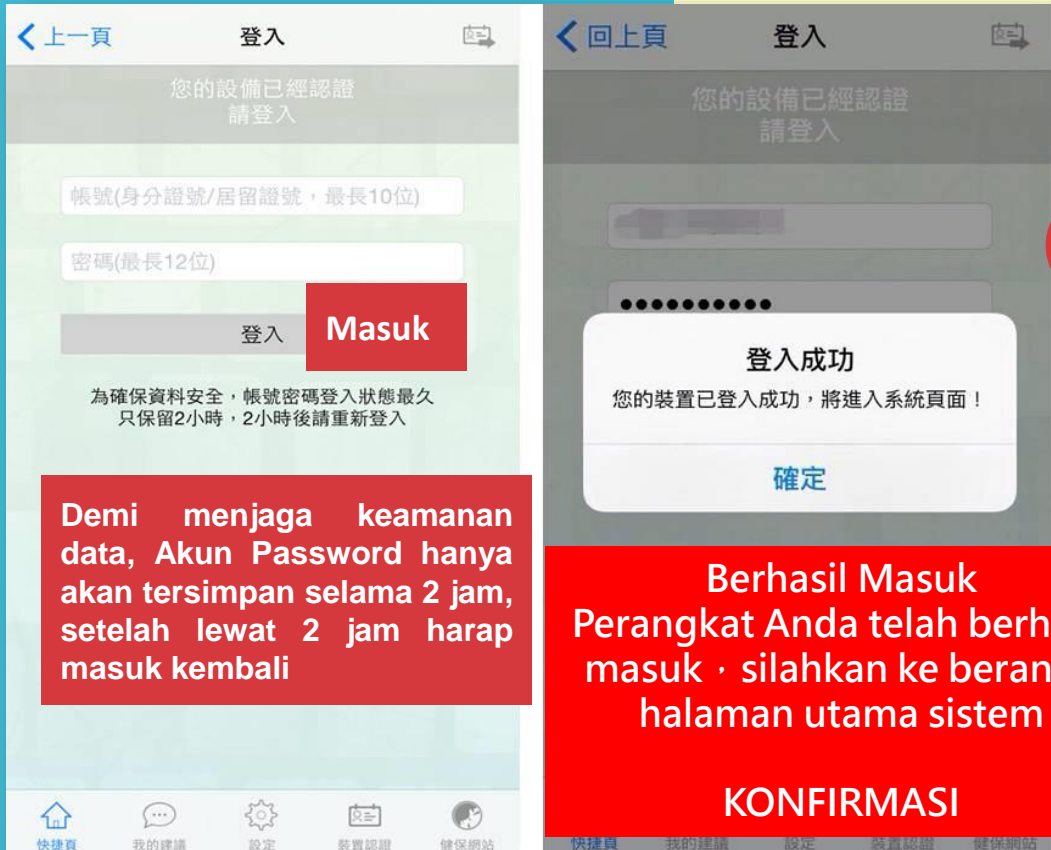 上一頁
登入
您的設備已經認證
請登入
帳號(身分證號/居留證號，最長10位)
密碼(最長12位)
登入
Masuk
為確保資料安全，帳號密碼登入狀態最久
只保留2小時，2小時後請重新登入
Demi menjaga keamanan
data, Akun Password hanya
akan tersimpan selama 2 jam,
setelah lewat 2 jam harap
masuk kembali
快捷頁
我的建議
設定
裝置認證
健保網站
回上頁
登入
您的設備已經認證
請登入
登入成功
您的裝置已登入成功，將進入系統頁面！
確定
Berhasil Masuk
Perangkat Anda telah berh
masuk，silahkan ke beran
halaman utama sistem
KONFIRMASI
快捷頁
我的建議
設定
裝置認證
健保網站